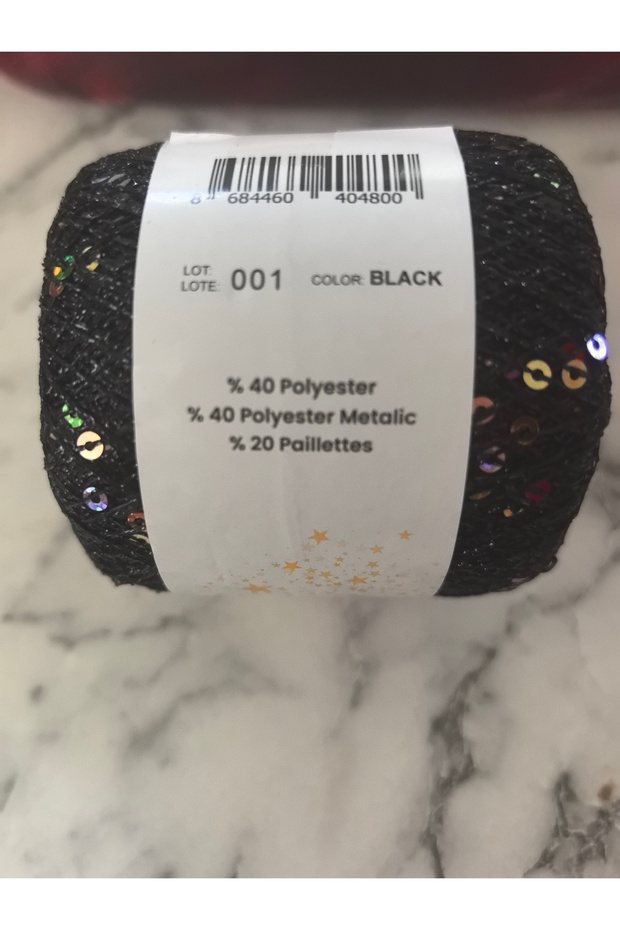 8 684460 404800
LOT:
LOTE: 001 COLOR: BLACK
% 40 Polyester
% 40 Polyester Metalic
% 20 Paillettes